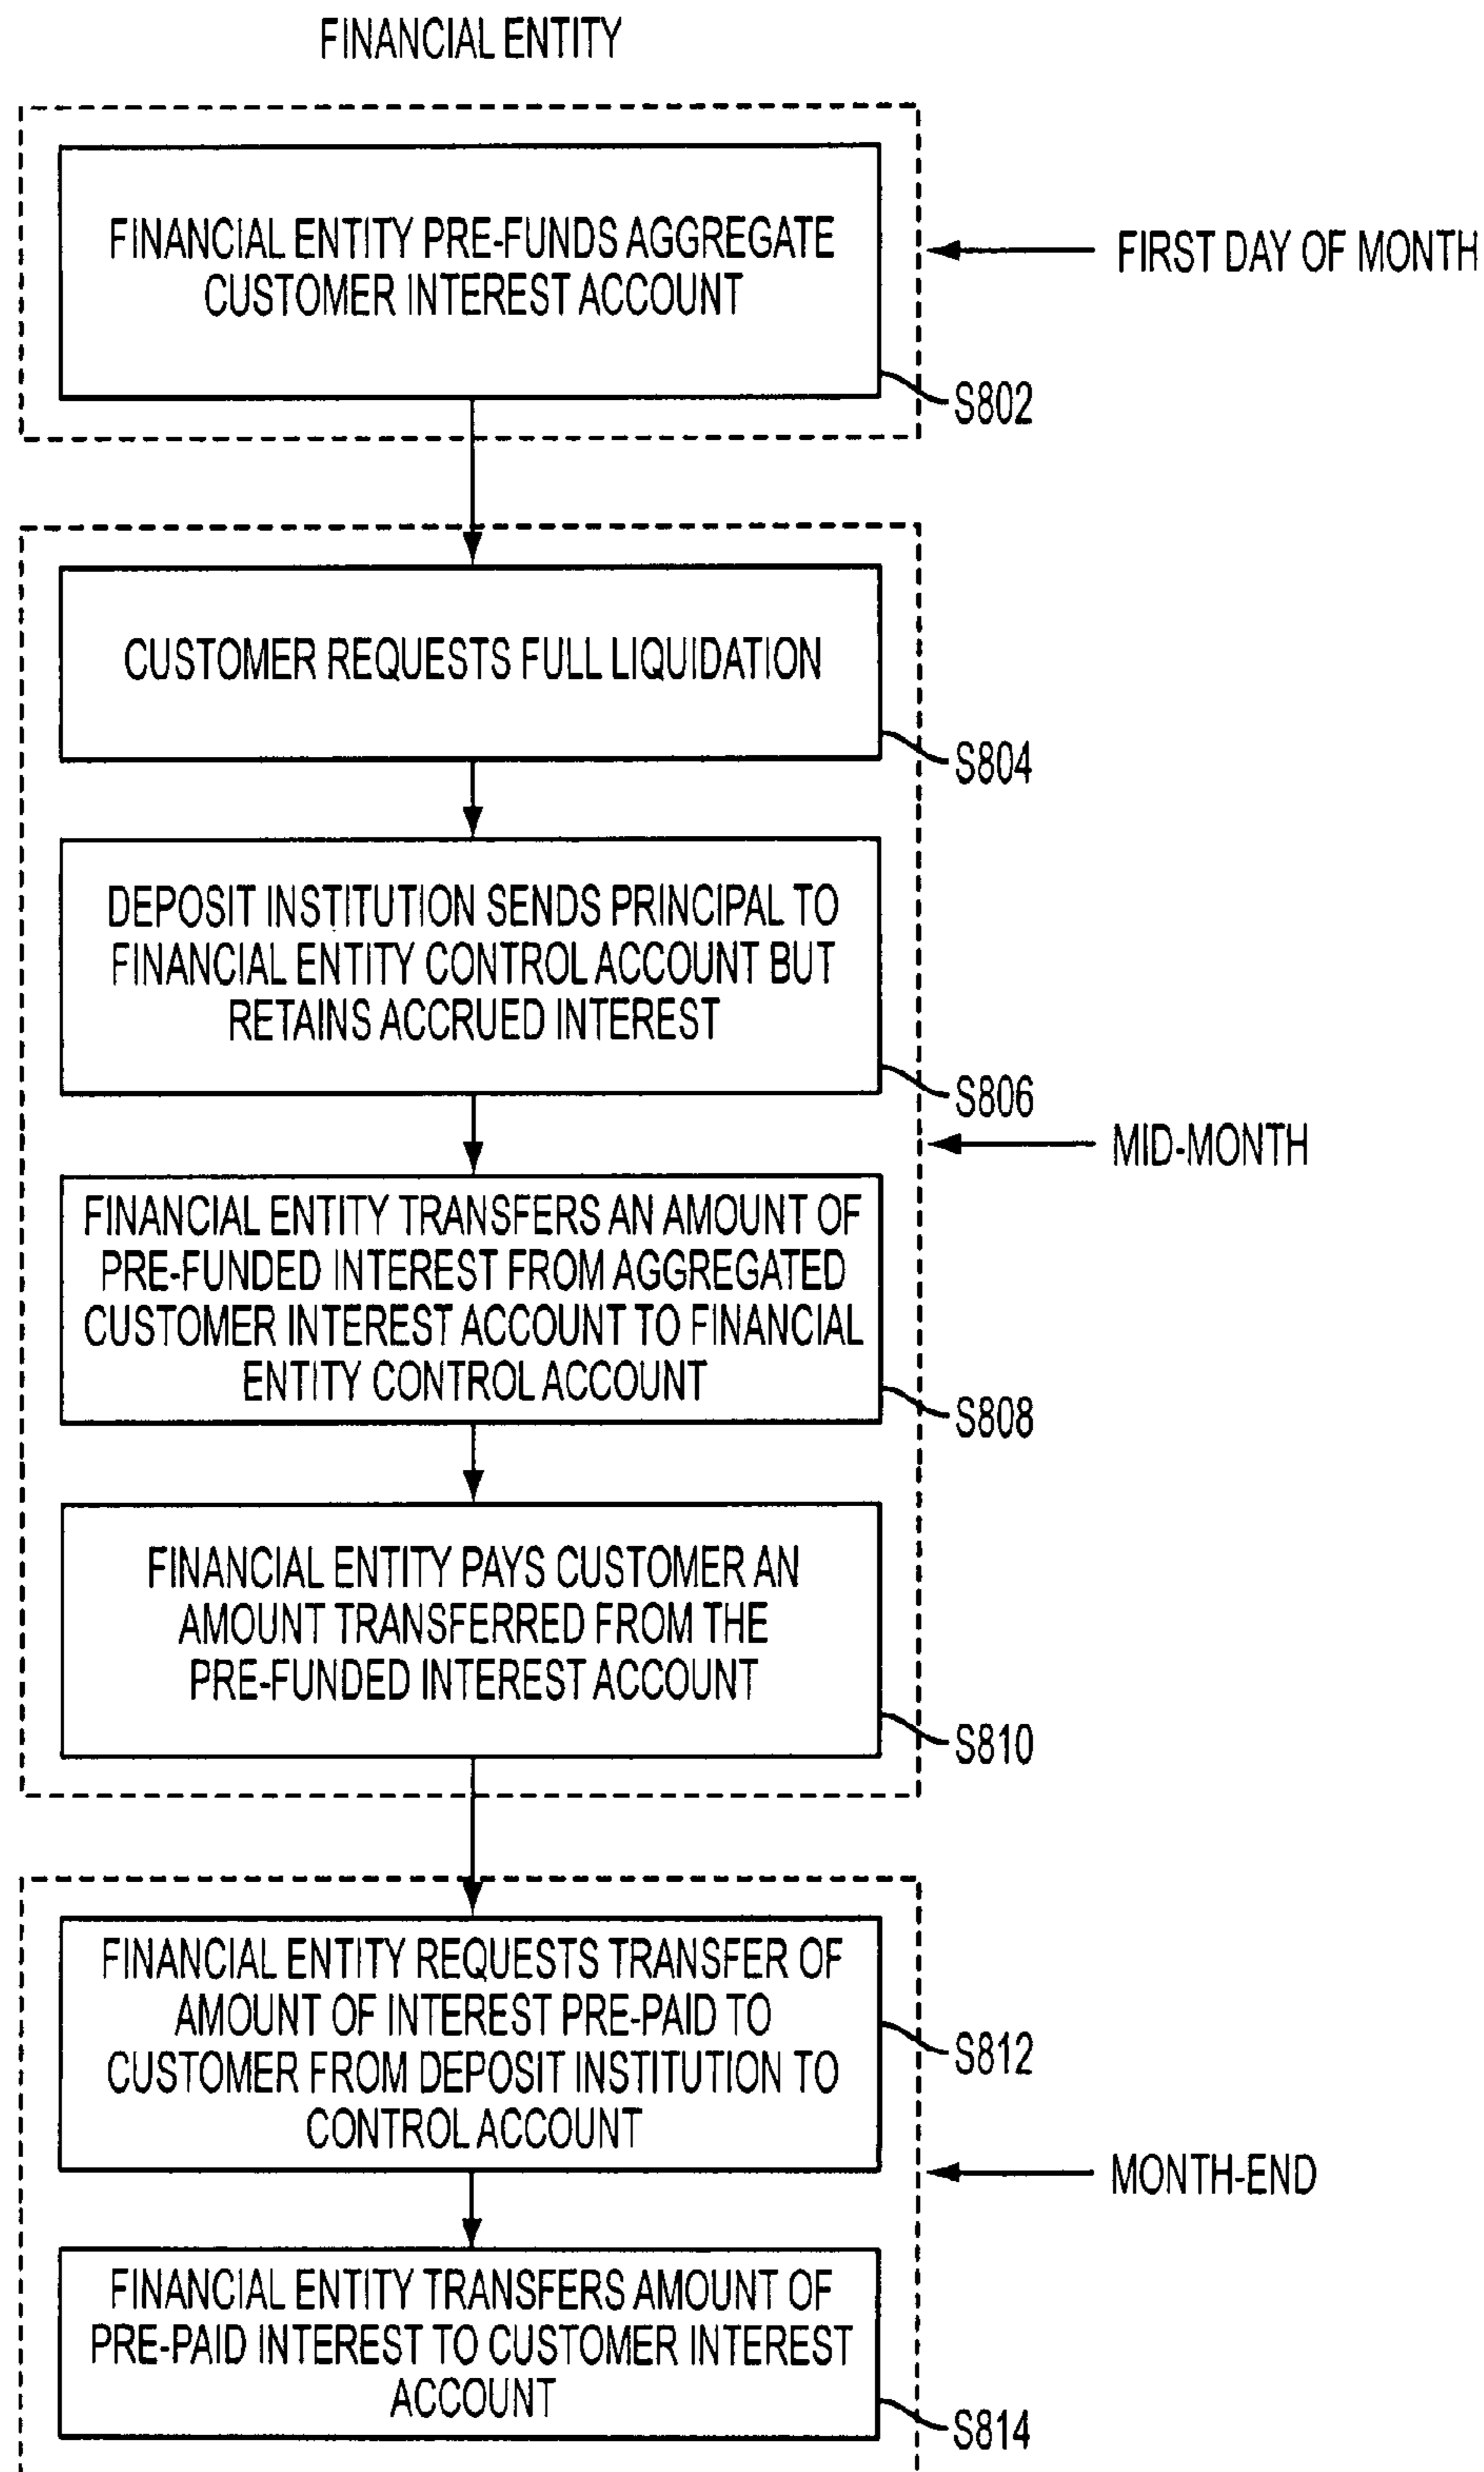 FINANCIAL ENTITY
FINANCIAL ENTITY PRE-FUNDS AGGREGATE
CUSTOMER INTEREST ACCOUNT
FIRST DAY OF MONTH
S802
CUSTOMER REQUESTS FULL LIQUIDATION
S804
DEPOSIT INSTITUTION SENDS PRINCIPAL TO
FINANCIAL ENTITY CONTROL ACCOUNT BUT
RETAINS ACCRUED INTEREST
S806
MID-MONTH
FINANCIAL ENTITY TRANSFERS AN AMOUNT OF
PRE-FUNDED INTEREST FROM AGGREGATED
CUSTOMER INTEREST ACCOUNT TO FINANCIAL
ENTITY CONTROL ACCOUNT
S808
FINANCIAL ENTITY PAYS CUSTOMER AN
AMOUNT TRANSFERRED FROM THE
PRE-FUNDED INTEREST ACCOUNT
S810
FINANCIAL ENTITY REQUESTS TRANSFER OF
AMOUNT OF INTEREST PRE-PAID TO
CUSTOMER FROM DEPOSIT INSTITUTION TO
CONTROL ACCOUNT
S812
MONTH-END
FINANCIAL ENTITY TRANSFERS AMOUNT OF
PRE-PAID INTEREST TO CUSTOMER INTEREST
ACCOUNT
S814